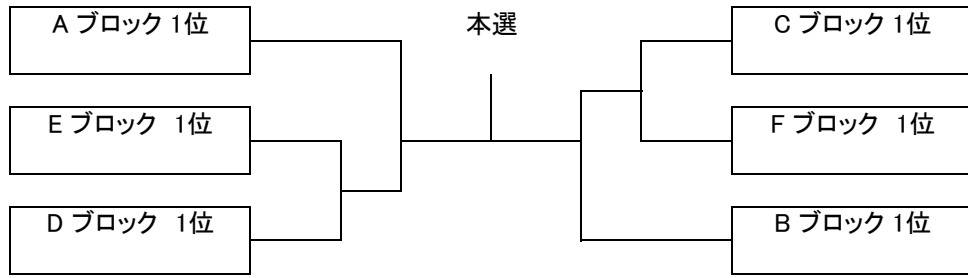 A ブロック 1位
本選
C ブロック 1位
E ブロック 1位
F ブロック 1位
D ブロック 1位
B ブロック 1位